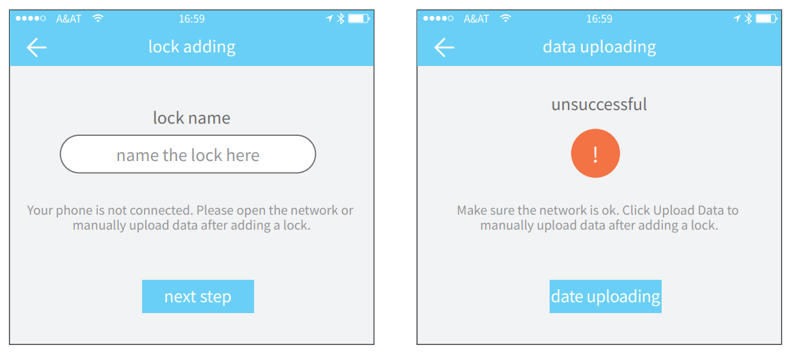 A&AT 16:59
lock adding
lock name
name the lock here
Your phone is not connected. Please open the network or
manually upload data after adding a lock.
next step
A&AT 16:59
data uploading
unsuccessful
!
Make sure the network is ok. Click Upload Data to
manually upload data after adding a lock.
date uploading